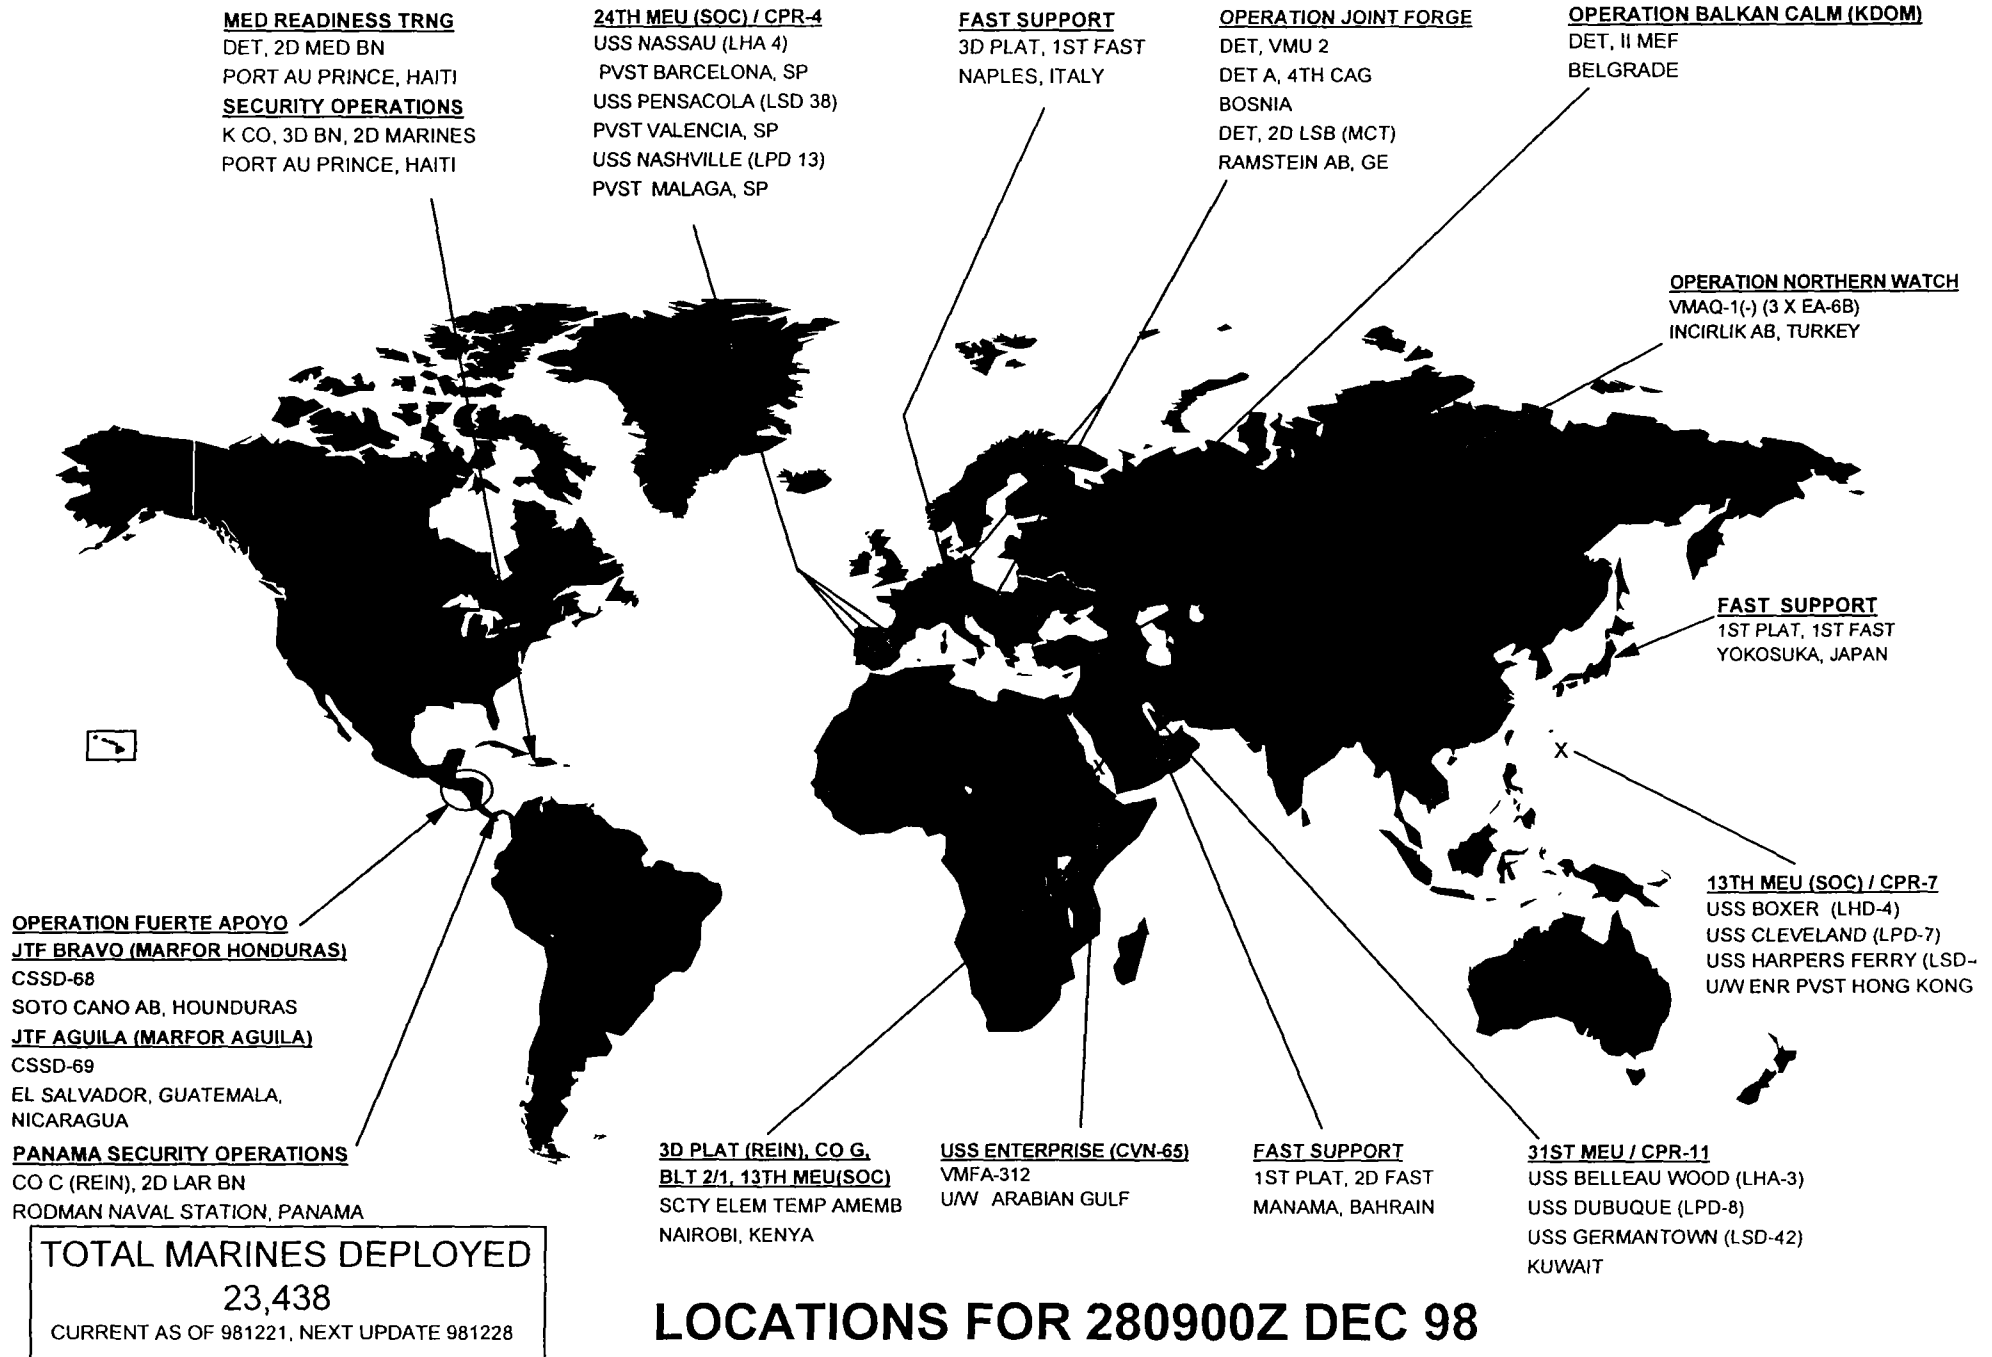 MED READINESS TRNG
DET, 2D MED BN
PORT AU PRINCE, HAITI
SECURITY OPERATIONS
K CO, 3D BN, 2D MARINES
PORT AU PRINCE, HAITI
24TH MEU (SOC) / CPR-4
USS NASSAU (LHA 4)
PVST BARCELONA, SP
USS PENSACOLA (LSD 38)
PVST VALENCIA, SP
USS NASHVILLE (LPD 13)
PVST MALAGA, SP
FAST SUPPORT
3D PLAT, 1ST FAST
NAPLES, ITALY
OPERATION JOINT FORGE
DET, VMU 2
DET A, 4TH CAG
BOSNIA
DET, 2D LSB (MCT)
RAMSTEIN AB, GE
OPERATION BALKAN CALM (KDOM)
DET, II MEF
BELGRADE
OPERATION NORTHERN WATCH
VMAQ-1(-) (3 X EA-6B)
INCIRLIK AB, TURKEY
FAST SUPPORT
1ST PLAT, 1ST FAST
YOKOSUKA, JAPAN
X
X
13TH MEU (SOC) / CPR-7
USS BOXER (LHD-4)
USS CLEVELAND (LPD-7)
USS HARPERS FERRY (LSD-
U/W ENR PVST HONG KONG
OPERATION FUERTE APOYO
JTF BRAVO (MARFOR HONDURAS)
CSSD-68
SOTO CANO AB, HOUNDURAS
JTF AGUILA (MARFOR AGUILA)
CSSD-69
EL SALVADOR, GUATEMALA,
NICARAGUA
PANAMA SECURITY OPERATIONS
CO C (REIN), 2D LAR BN
RODMAN NAVAL STATION, PANAMA
3D PLAT (REIN), CO G,
BLT 2/1, 13TH MEU(SOC)
SCTY ELEM TEMP AMEMB
NAIROBI, KENYA
USS ENTERPRISE (CVN-65)
VMFA-312
U/W ARABIAN GULF
FAST SUPPORT
1ST PLAT, 2D FAST
MANAMA, BAHRAIN
31ST MEU / CPR-11
USS BELLEAU WOOD (LHA-3)
USS DUBUQUE (LPD-8)
USS GERMANTOWN (LSD-42)
KUWAIT
TOTAL MARINES DEPLOYED
23,438
CURRENT AS OF 981221, NEXT UPDATE 981228
LOCATIONS FOR 280900Z DEC 98